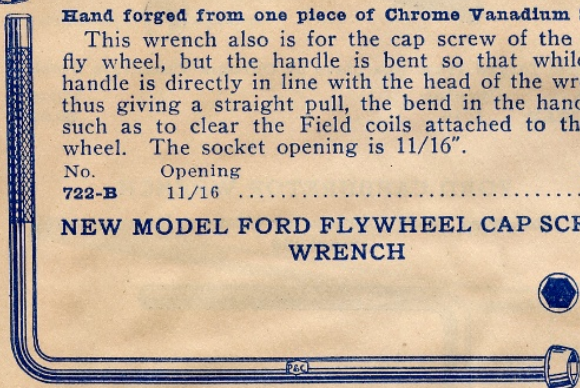 Hand forged from one piece of Chrome Vanadium
This wrench also is for the cap screw of the
fly wheel, but the handle is bent so that while
handle is directly in line with the head of the wr
thus giving a straight pull, the bend in the hand
such as to clear the Field coils attached to th
wheel. The socket opening is 11/16″.
No. Opening
722-B 11/16 ........................................
NEW MODEL FORD FLYWHEEL CAP SCR
WRENCH
P&C